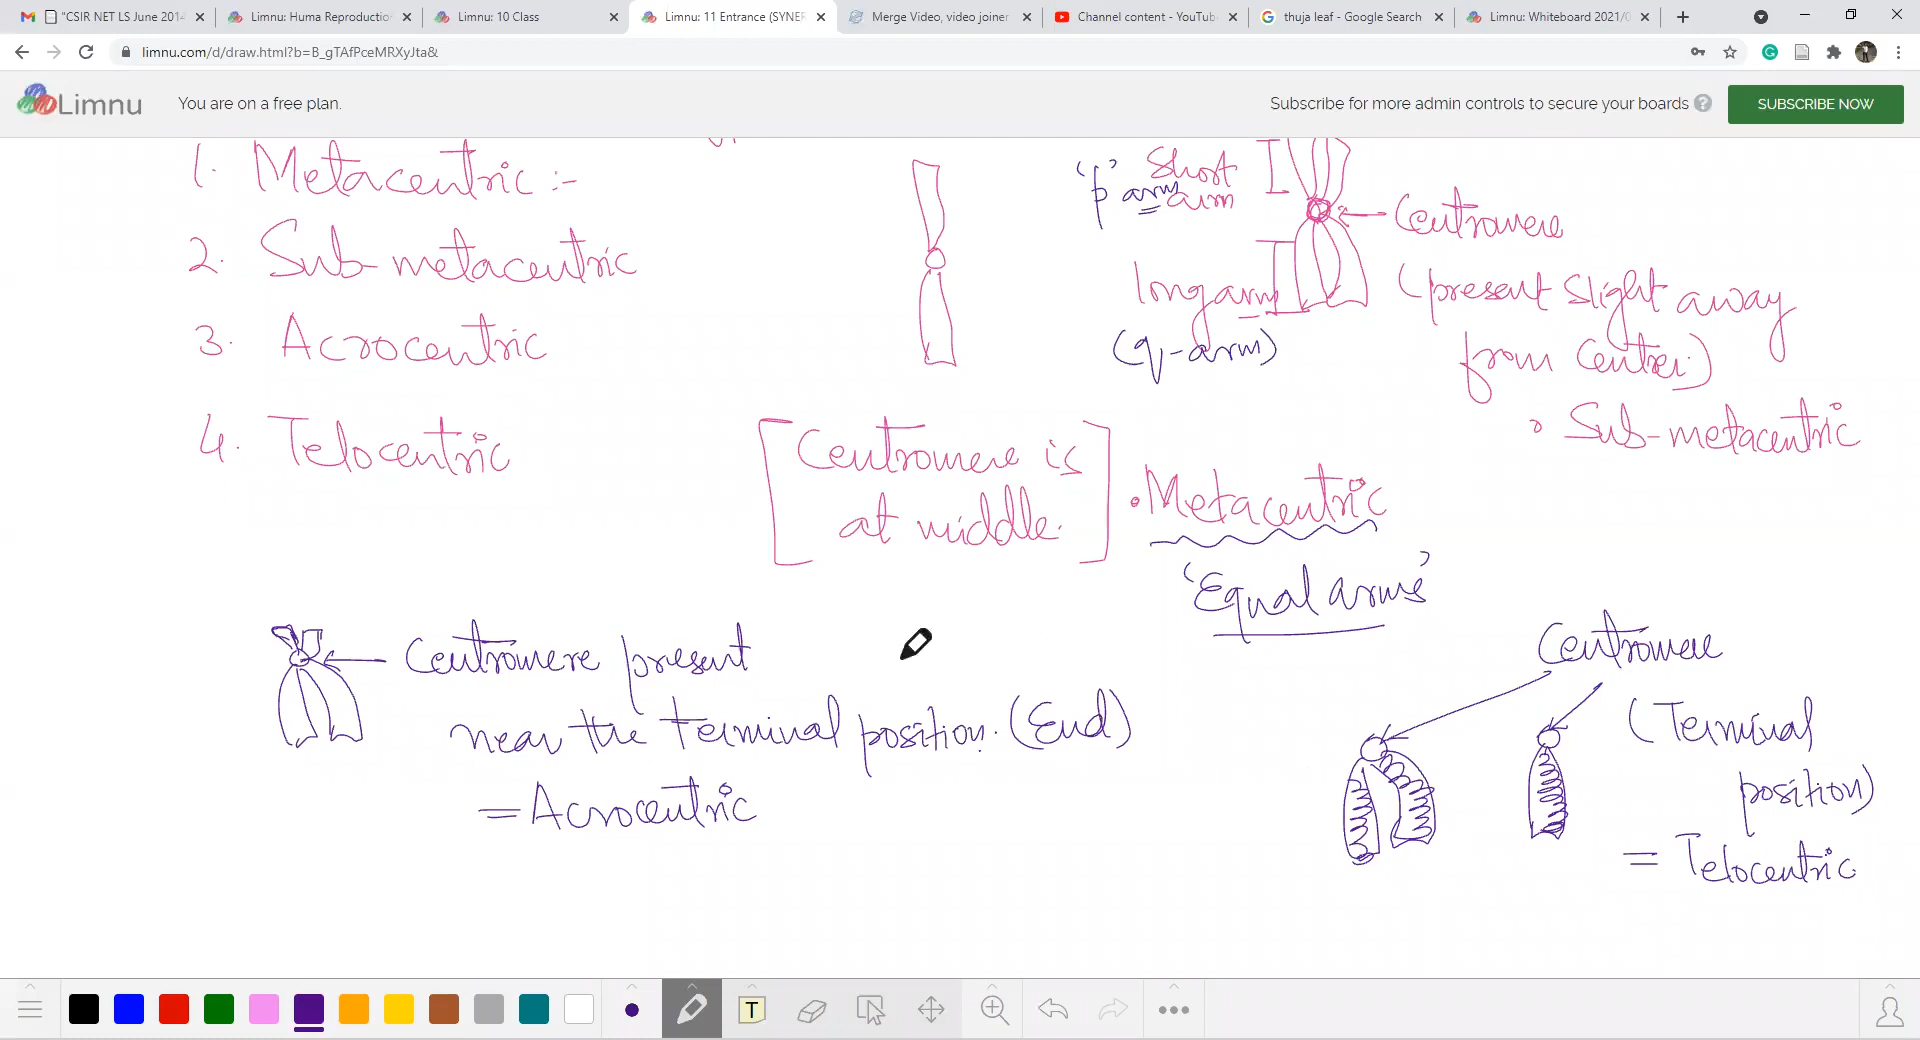 "CSIR NET LS June 2014
Limnu: Huma Reproductio
Limnu: 10 Class
Limnu: 11 Entrance (SYNER
Merge Video, video joiner
Channel content - YouTub
thuja leaf - Google Search
Limnu: Whiteboard 2021/0
limnu.com/d/draw.html?b=B_gTAfPceMRXyJta&
Limnu
You are on a free plan.
Subscribe for more admin controls to secure your boards ?
SUBSCRIBE NOW
1. Metacentric :-
2. Sub-metacentric
3. Acrocentric
4. Telocentric
'p' arm
Short
arm
Centromere
long arm
(q-arm)
(present slight away
from Center)
Sub-metacentric
[Centromere is
at middle.]
Metacentric
'Equal arms'
Centromere present
near the terminal position. (End)
= Acrocentric
Centromere
(Terminal
position)
= Telocentric
T